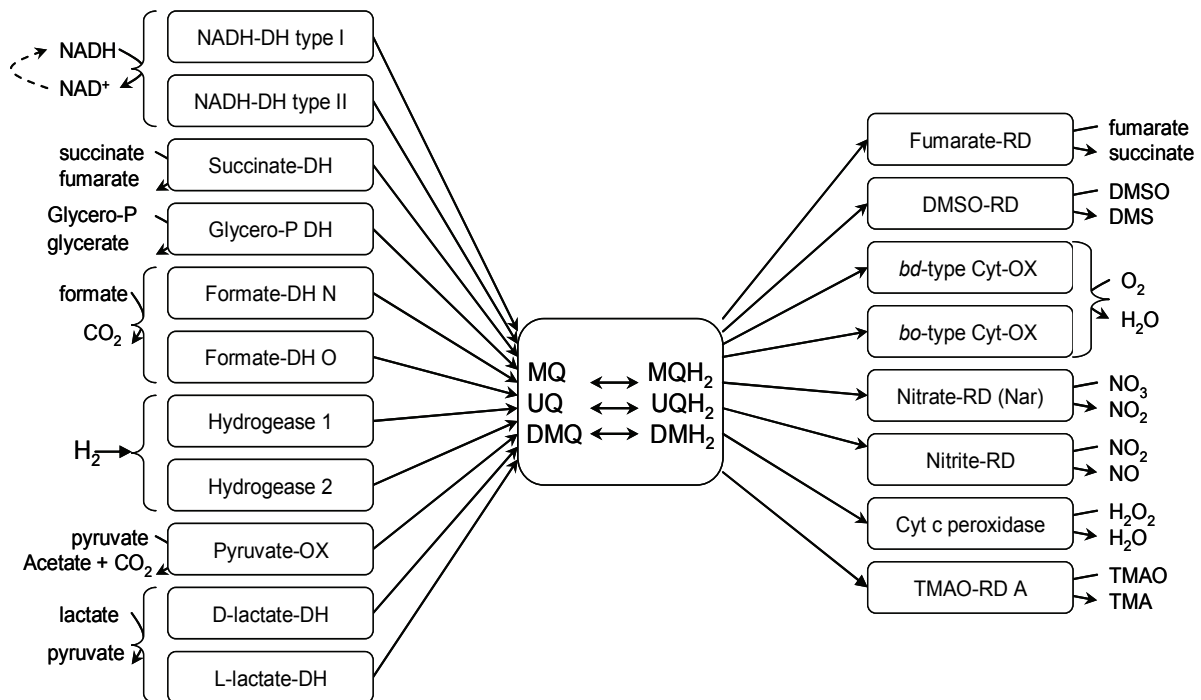 NADH
NAD⁺
NADH-DH type I
NADH-DH type II
succinate
fumarate
Succinate-DH
Glycero-P
glycerate
Glycero-P DH
formate
CO₂
Formate-DH N
Formate-DH O
H₂
Hydrogease 1
Hydrogease 2
pyruvate
Acetate + CO₂
Pyruvate-OX
lactate
pyruvate
D-lactate-DH
L-lactate-DH
MQ MQH₂
UQ UQH₂
DMQ DMH₂
Fumarate-RD
fumarate
succinate
DMSO-RD
DMSO
DMS
bd-type Cyt-OX
bo-type Cyt-OX
O₂
H₂O
Nitrate-RD (Nar)
NO₃
NO₂
Nitrite-RD
NO₂
NO
Cyt c peroxidase
H₂O₂
H₂O
TMAO-RD A
TMAO
TMA